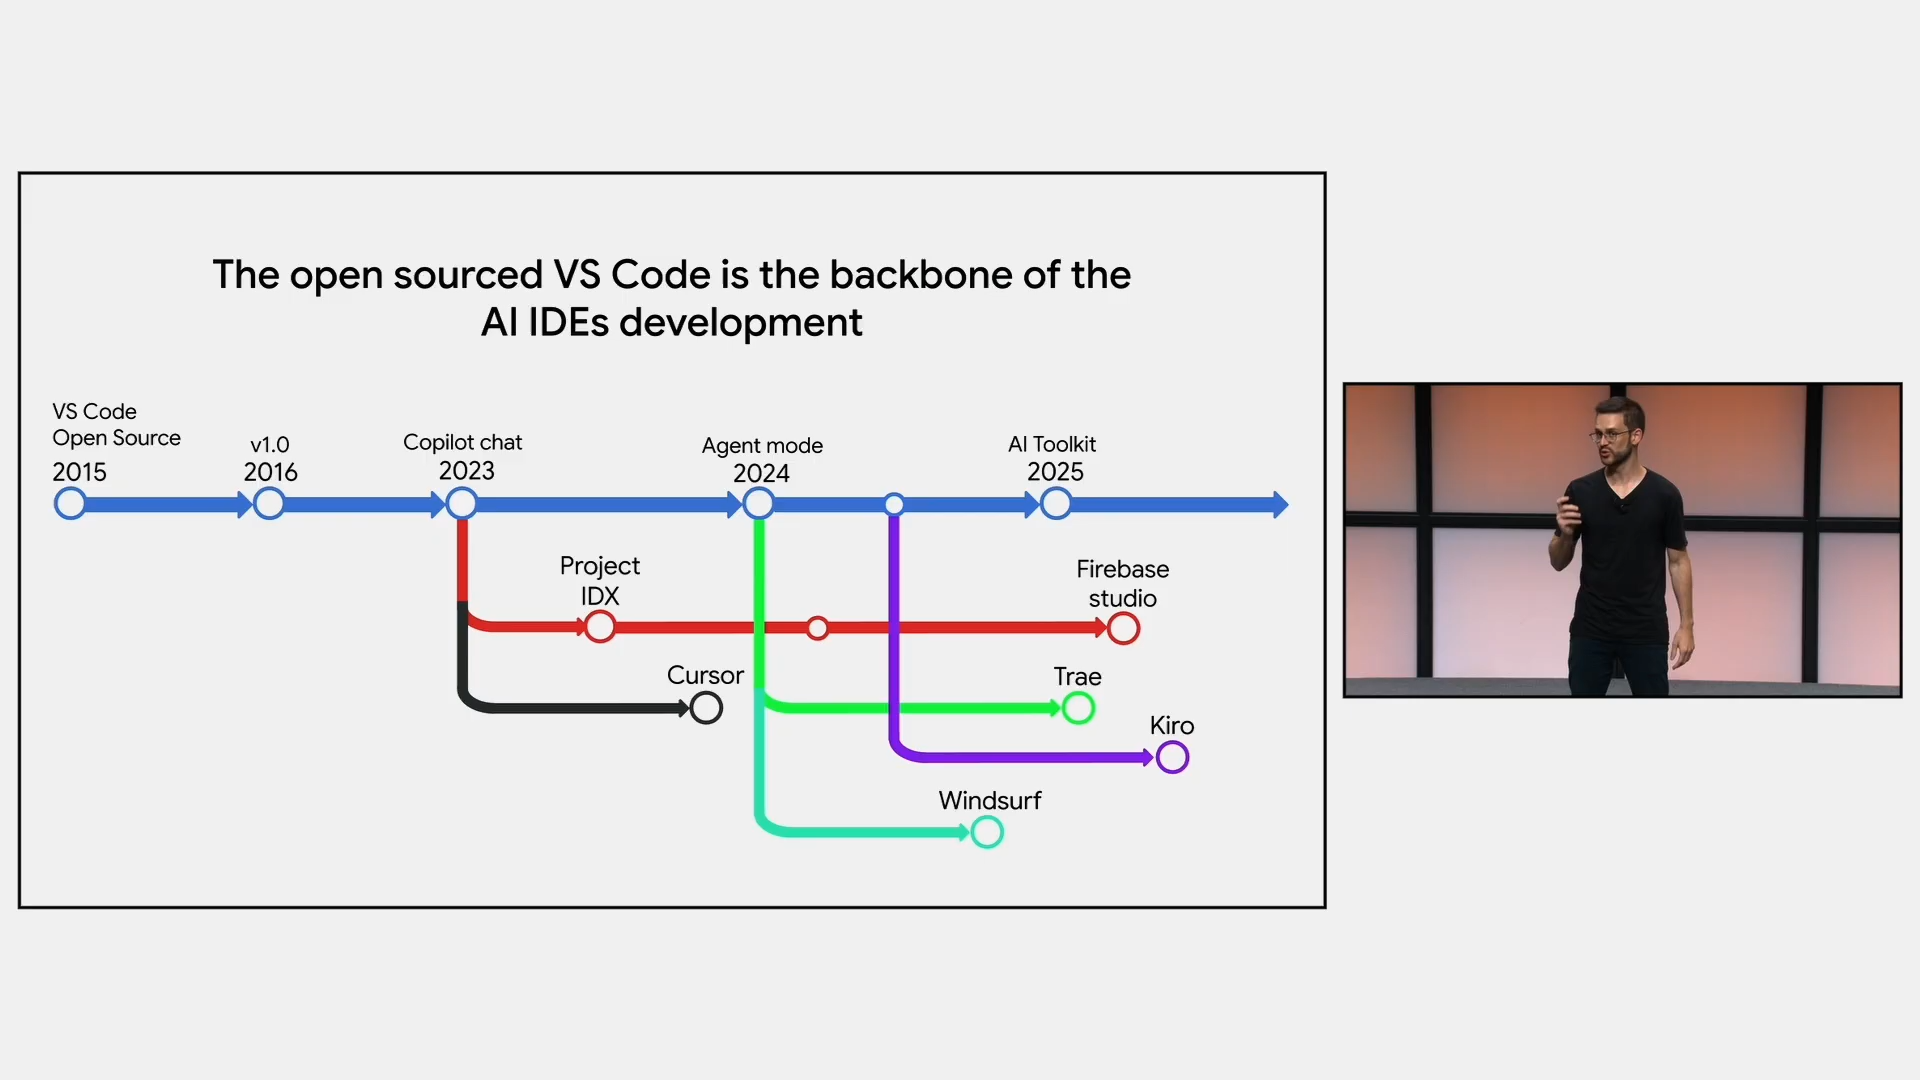 The open sourced VS Code is the backbone of the
AI IDEs development
VS Code
Open Source
2015
v1.0
2016
Copilot chat
2023
Agent mode
2024
AI Toolkit
2025
Project
IDX
Firebase
studio
Cursor
Trae
Kiro
Windsurf